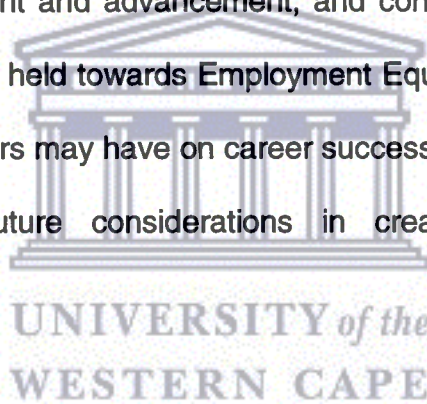 nt and advancement, and con
held towards Employment Equ
rs may have on career success
uture considerations in crea
UNIVERSITY of the
WESTERN CAPE